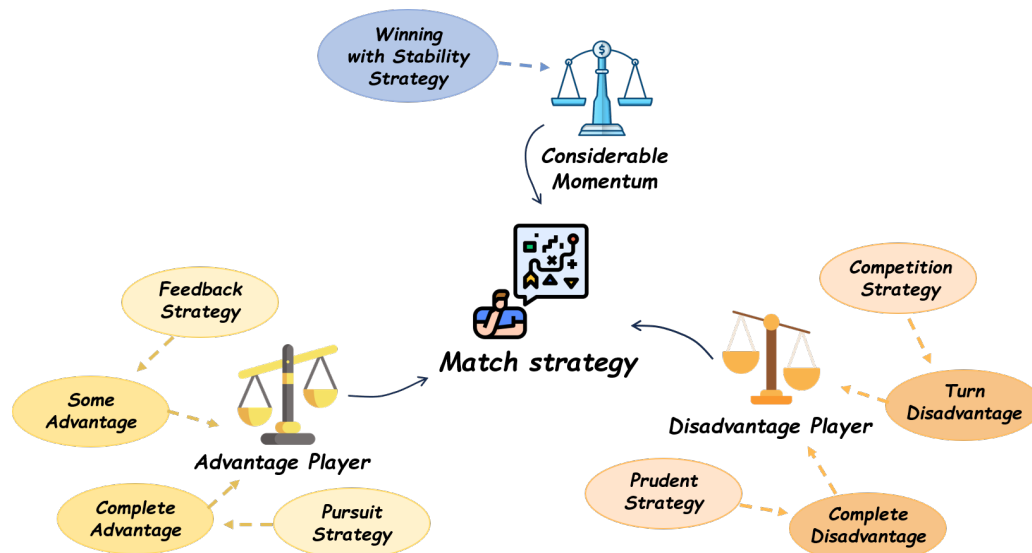 Winning
with Stability
Strategy
$
Considerable
Momentum
Feedback
Strategy
Competition
Strategy
Match strategy
Some
Advantage
Turn
Disadvantage
Advantage Player
Disadvantage Player
Complete
Advantage
Pursuit
Strategy
Prudent
Strategy
Complete
Disadvantage